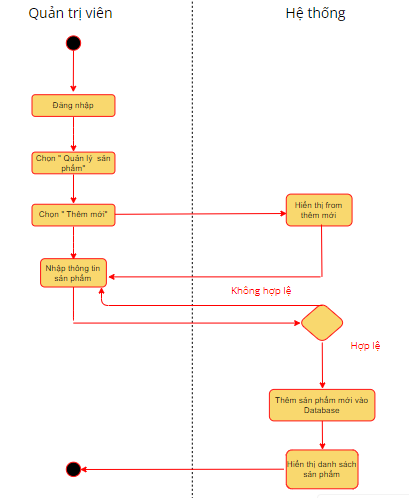 Quản trị viên
Hệ thống
Đăng nhập
Chọn " Quản lý sản
phẩm"
Chọn " Thêm mới"
Hiển thị from
thêm mới
Nhập thông tin
sản phẩm
Không hợp lệ
Hợp lệ
Thêm sản phẩm mới vào
Database
Hiển thị danh sách
sản phẩm